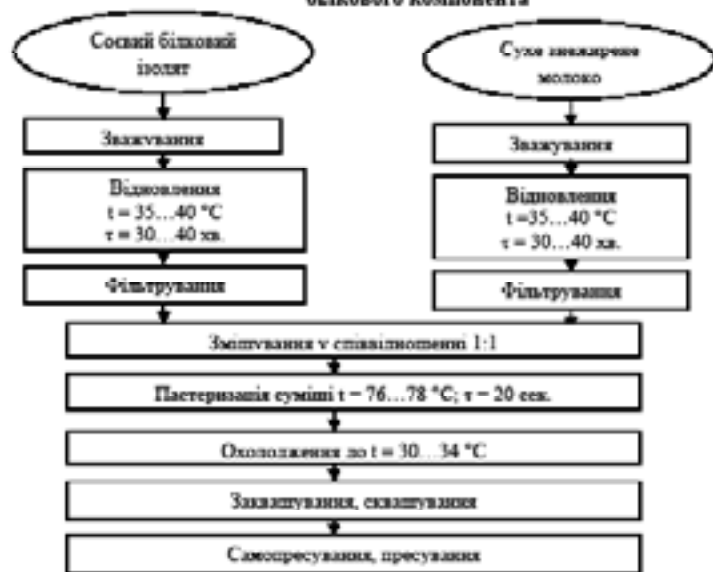 білкового компонента
Соєвий білковий
ізолят
Сухе знежирене
молоко
Зважування
Зважування
Відновлення
t = 35...40 °C
τ = 30...40 хв.
Відновлення
t =35...40 °C
τ = 30...40 хв.
Фільтрування
Фільтрування
Змішування у співвідношенні 1:1
Пастеризація суміші t = 76...78 °C; τ = 20 сек.
Охолодження до t = 30...34 °C
Заквашування, сквашування
Самопресування, пресування